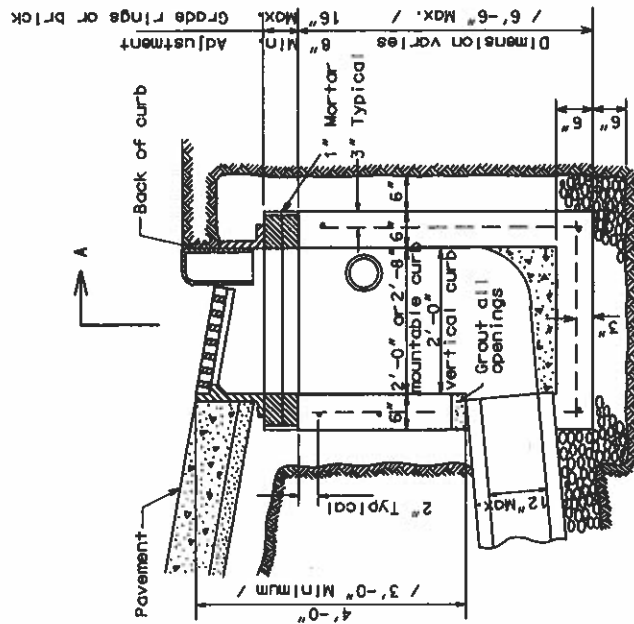 Adjustment
Grade rings or brick
8" Min.
16" Max.
Dimension varies
/ 6'-6" Max. /
Back of curb
1" Mortar
3" Typical
A
Pavement
6"
6"
6"
6"
6"
2'-0" or 2'-8"
mountable curb
2'-0"
vertical curb
Grout all
openings
3"
2" Typical
12" Max.
4'-0"
/ 3'-0" Minimum /